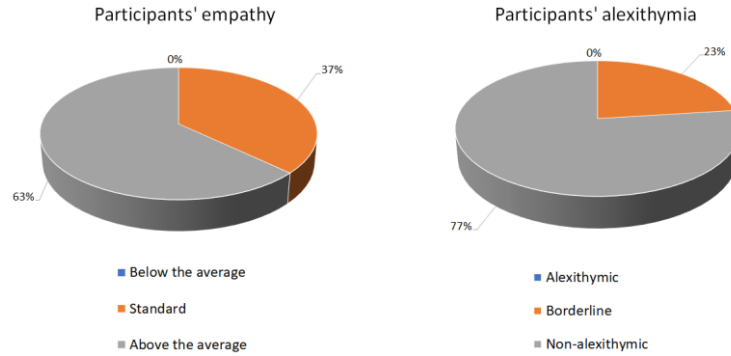 Participants' empathy
0%
37%
63%
Below the average
Standard
Above the average
Participants' alexithymia
0%
23%
77%
Alexithymic
Borderline
Non-alexithymic